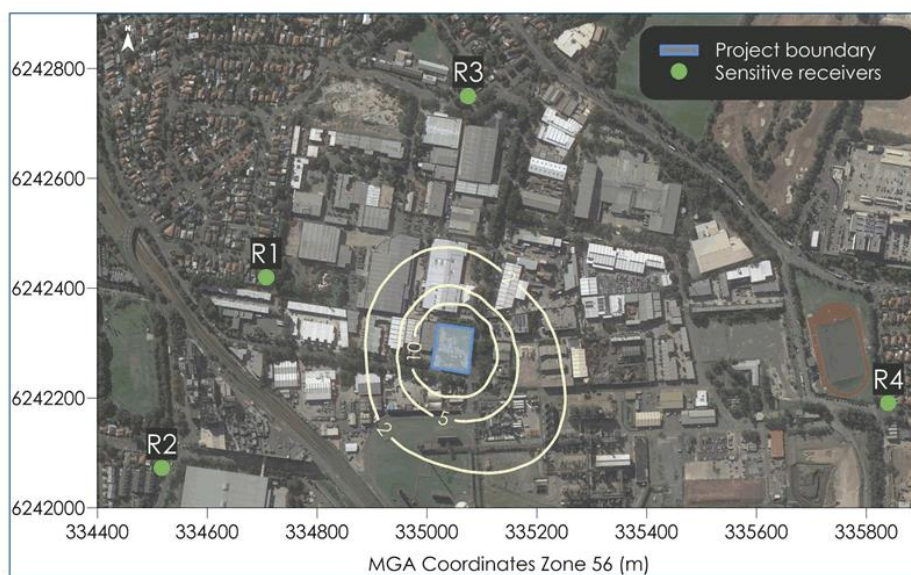 N
Project boundary
Sensitive receivers
6242800
R3
6242600
R1
6242400
10
5
2
6242200
R4
R2
6242000
334400 334600 334800 335000 335200 335400 335600 335800
MGA Coordinates Zone 56 (m)